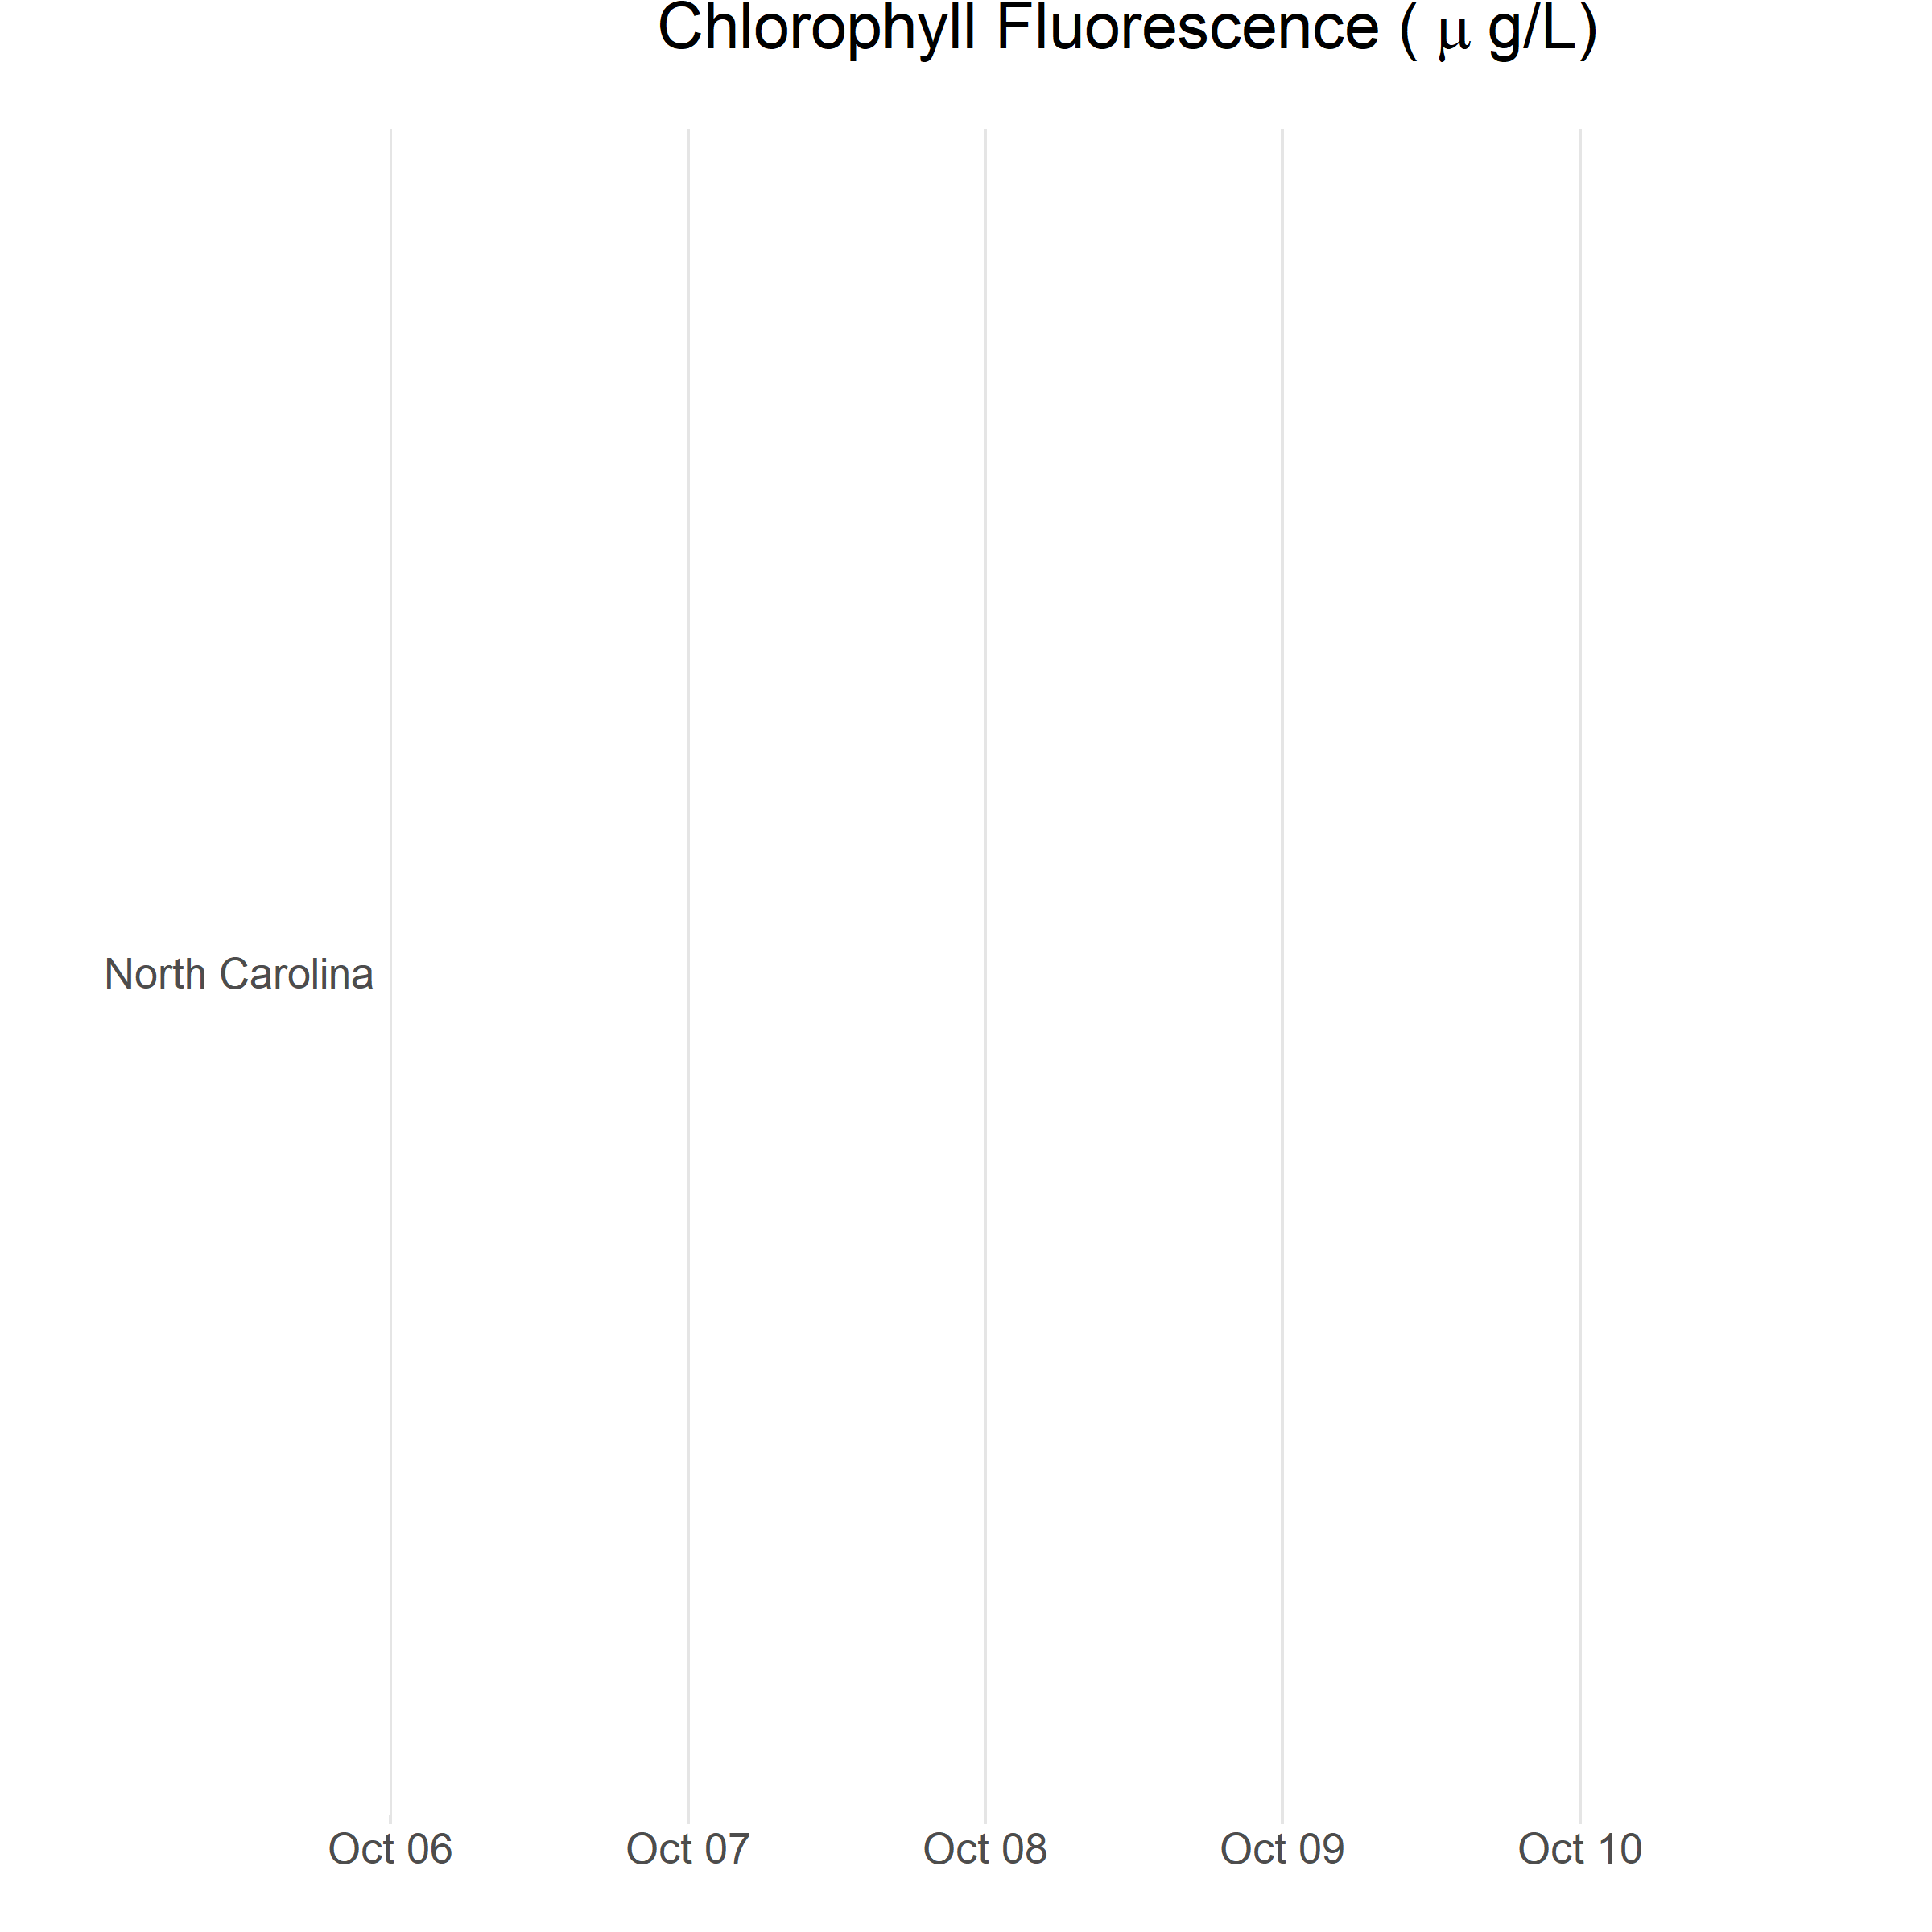 Chlorophyll Fluorescence ( μ g/L)
North Carolina
Oct 06 Oct 07 Oct 08 Oct 09 Oct 10